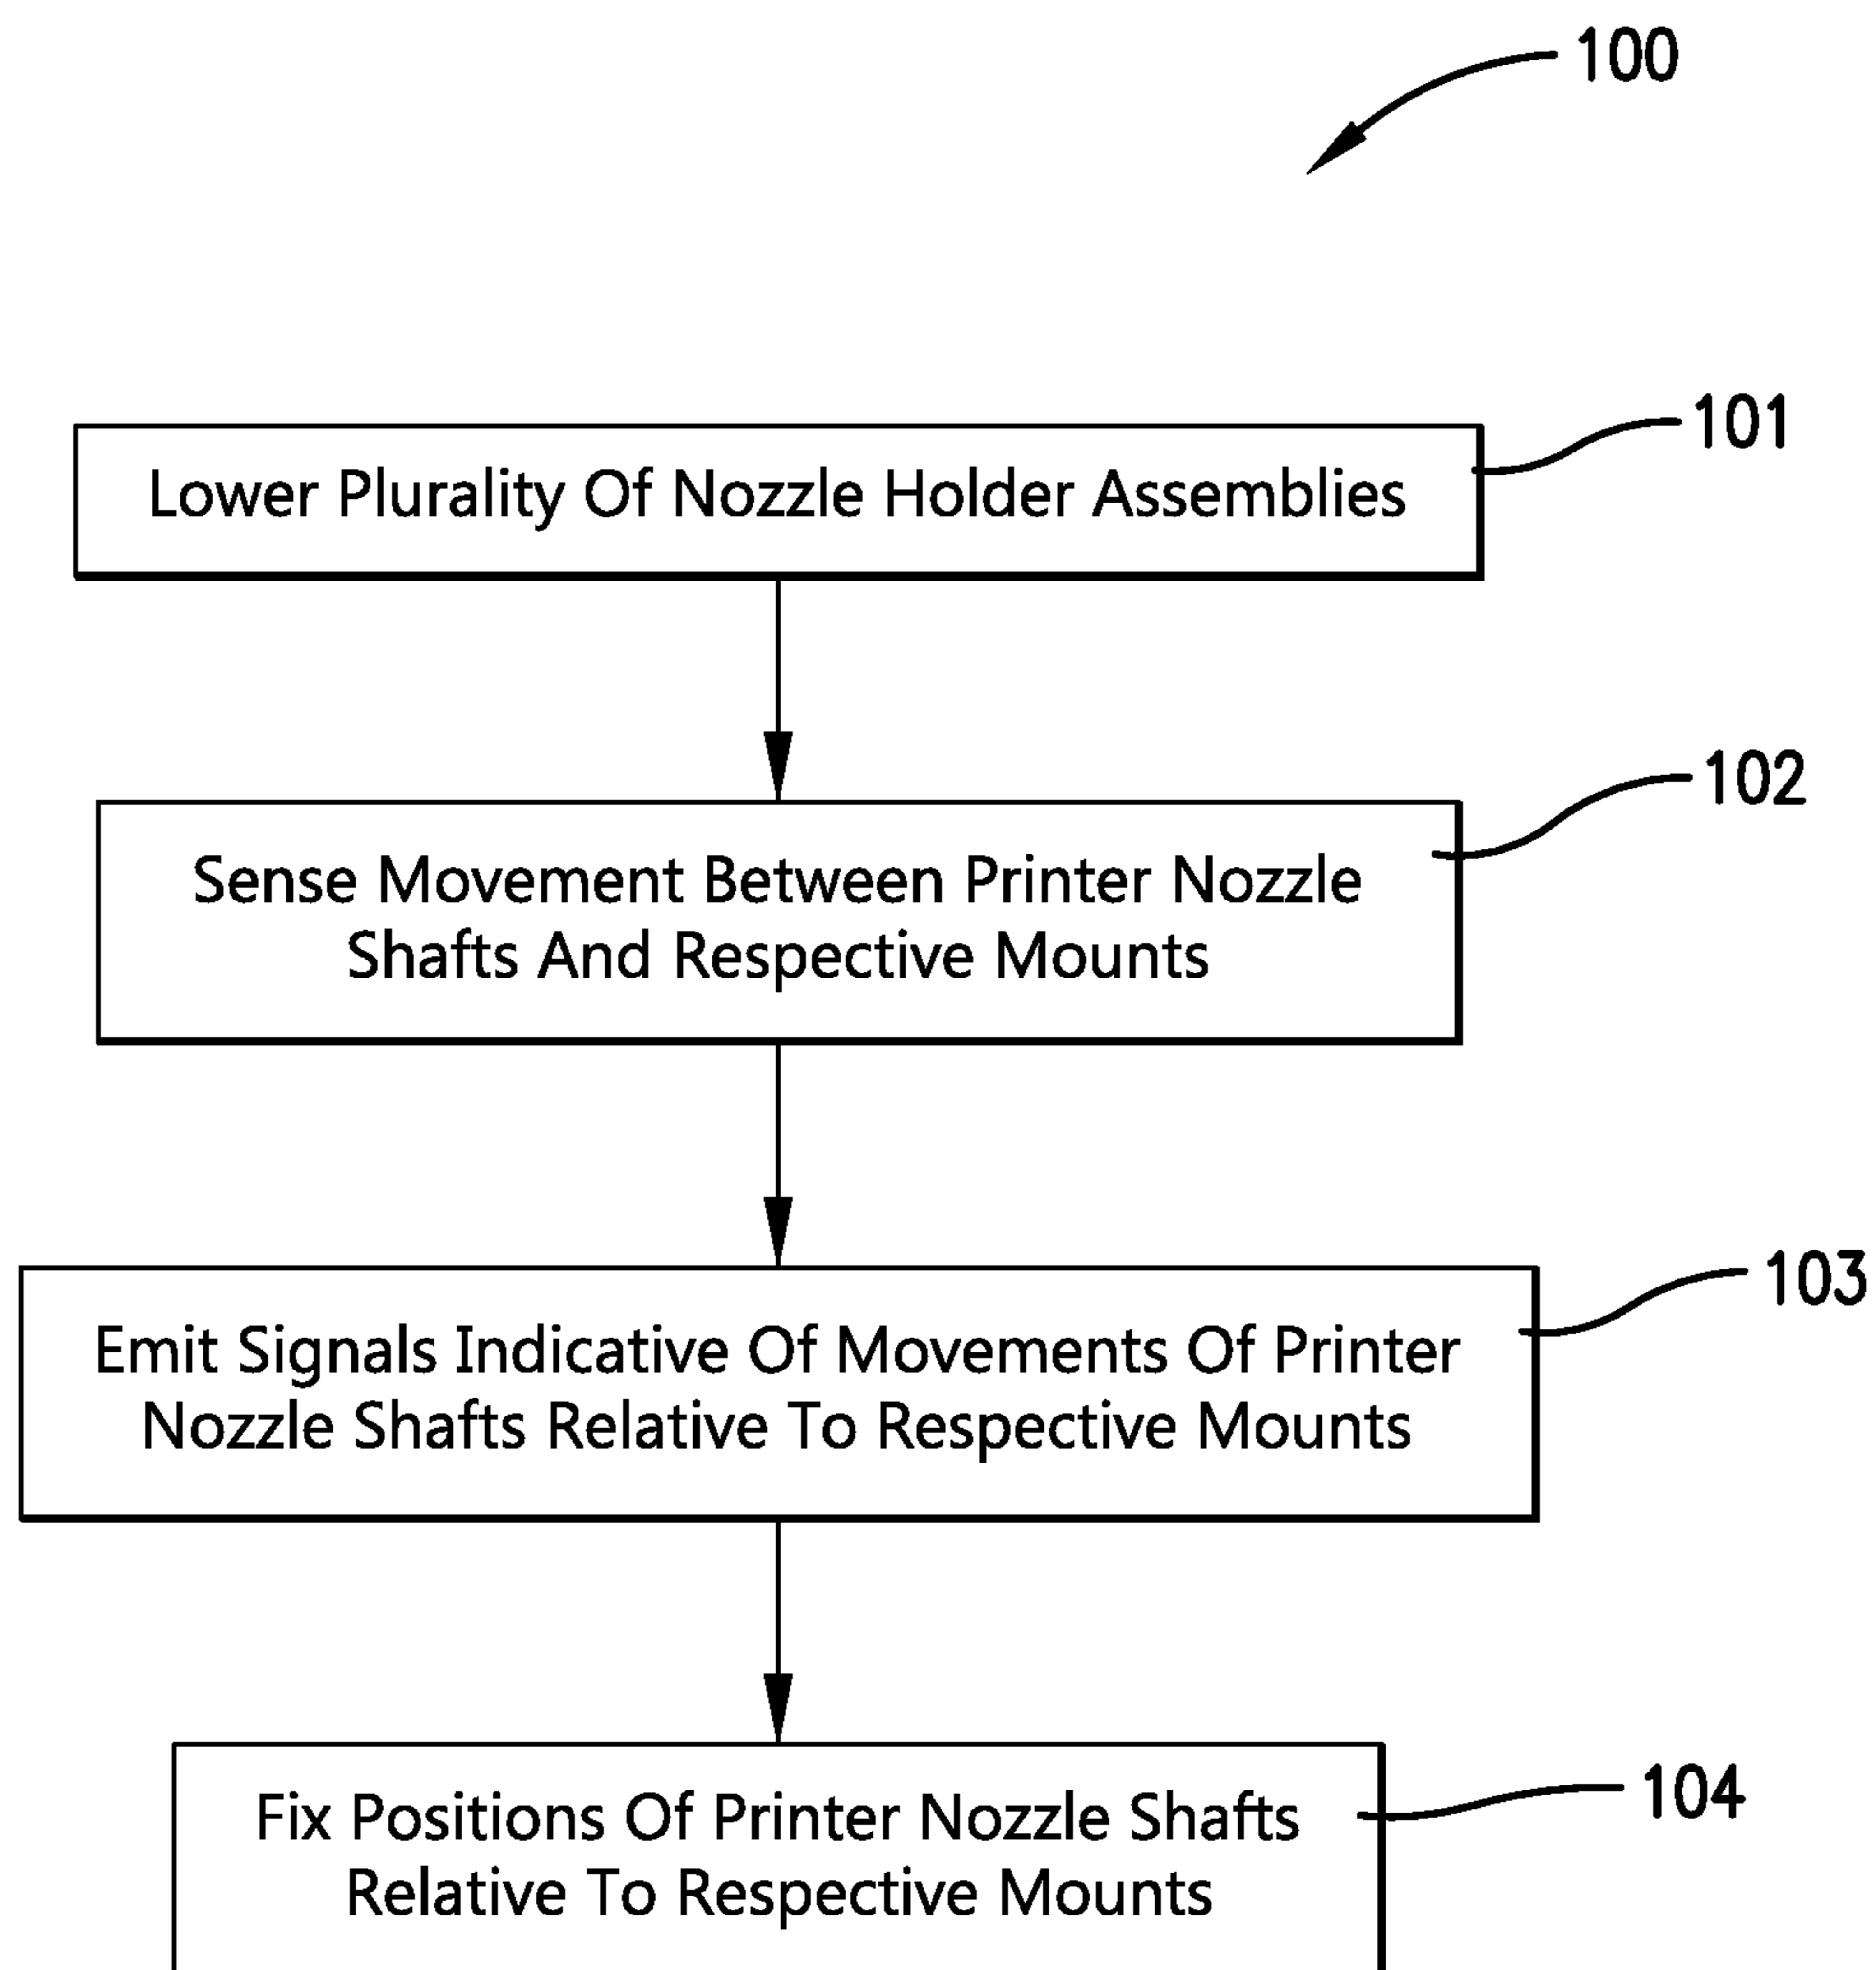 100
101
Lower Plurality Of Nozzle Holder Assemblies
102
Sense Movement Between Printer Nozzle
Shafts And Respective Mounts
103
Emit Signals Indicative Of Movements Of Printer
Nozzle Shafts Relative To Respective Mounts
104
Fix Positions Of Printer Nozzle Shafts
Relative To Respective Mounts